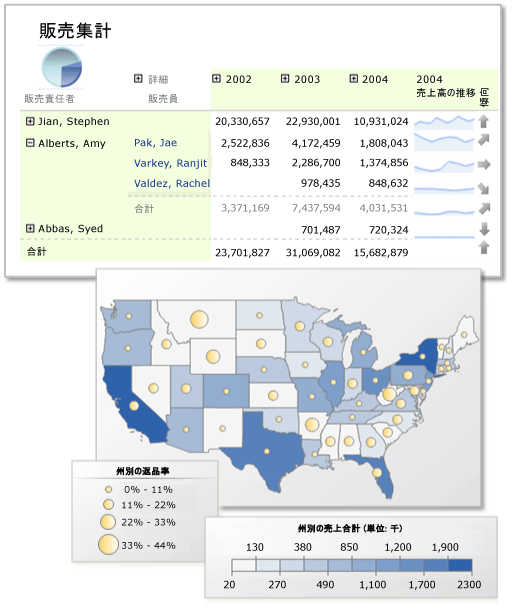 販売集計
詳細 2002 2003 2004 2004
売上高の推移 傾向
販売責任者 販売員
Jian, Stephen 20,330,657 22,930,001 10,931,024
Alberts, Amy Pak, Jae 2,522,836 4,172,459 1,808,043
Varkey, Ranjit 848,333 2,286,700 1,374,856
Valdez, Rachel 978,435 848,632
合計 3,371,169 7,437,594 4,031,531
Abbas, Syed 701,487 720,324
合計 23,701,827 31,069,082 15,682,879
州別の返品率
0% - 11%
11% - 22%
22% - 33%
33% - 44%
州別の売上合計 (単位: 千)
130 380 850 1,200 1,900
20 270 490 1,100 1,700 2300